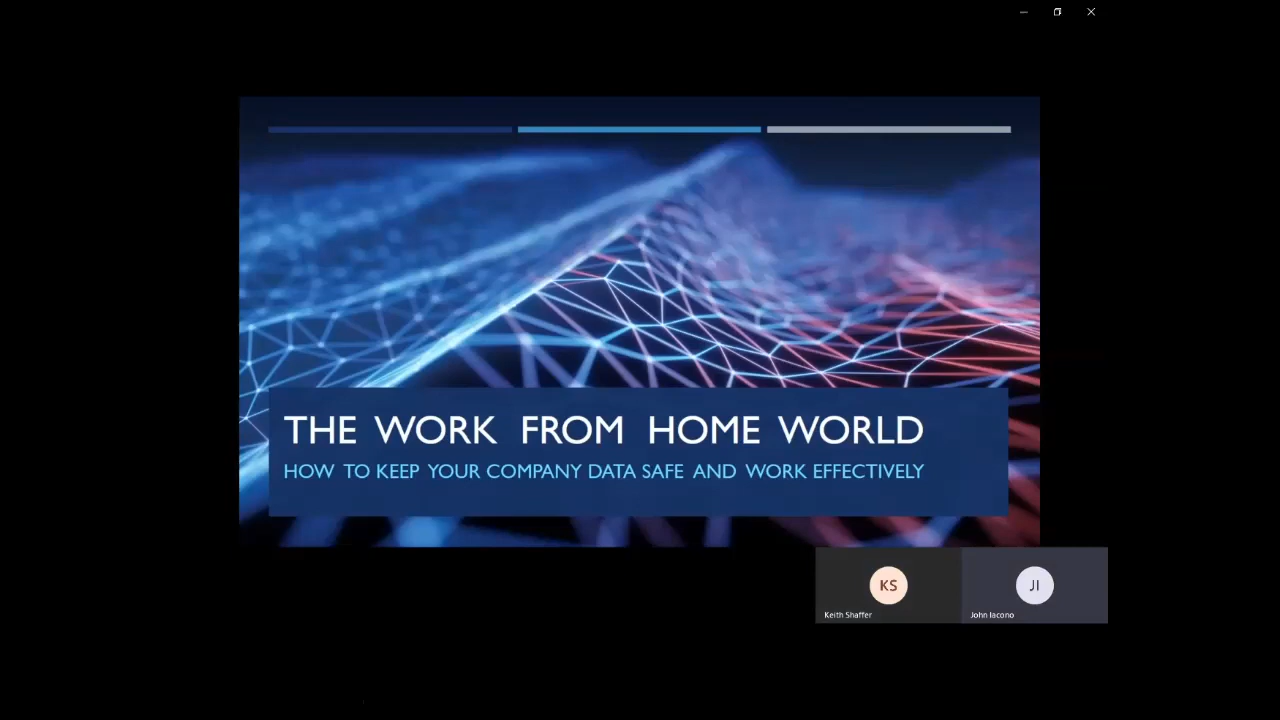 THE WORK FROM HOME WORLD
HOW TO KEEP YOUR COMPANY DATA SAFE AND WORK EFFECTIVELY
KS
JI
Keith Shaffer
John Iacono